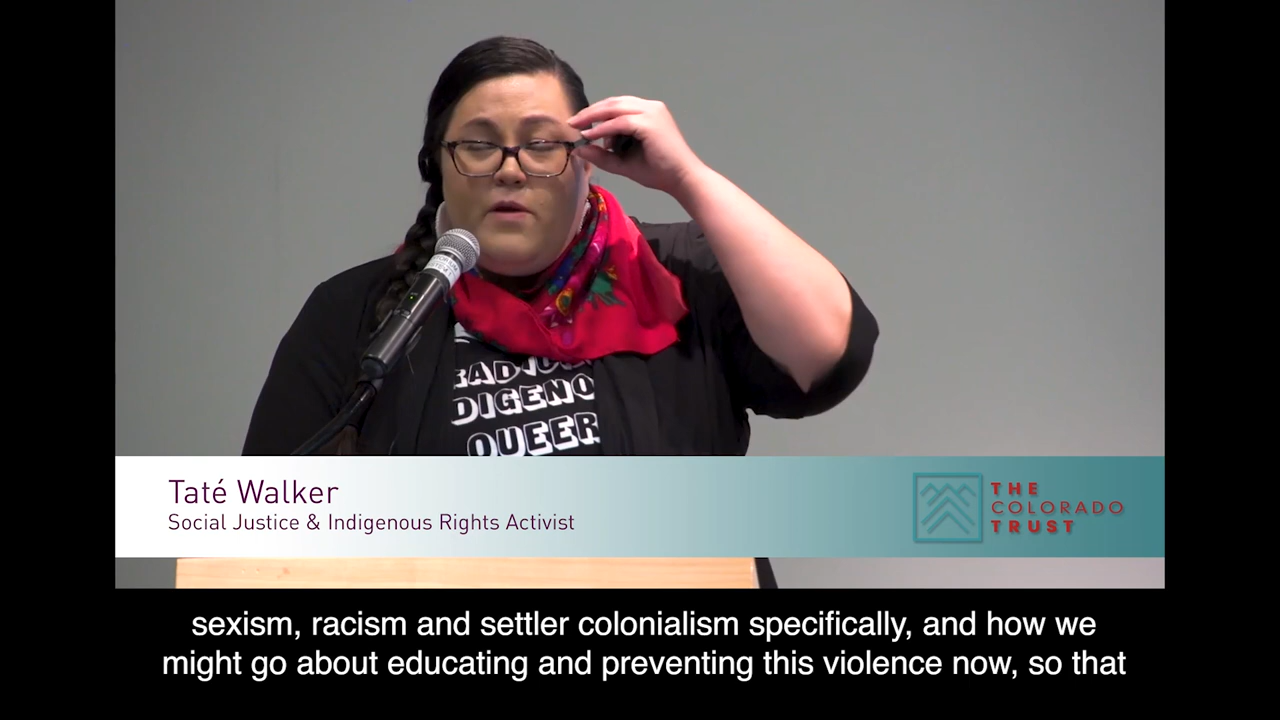 DIGENO
QUEER
Taté Walker
Social Justice & Indigenous Rights Activist
THE
COLORADO
TRUST
sexism, racism and settler colonialism specifically, and how we
might go about educating and preventing this violence now, so that